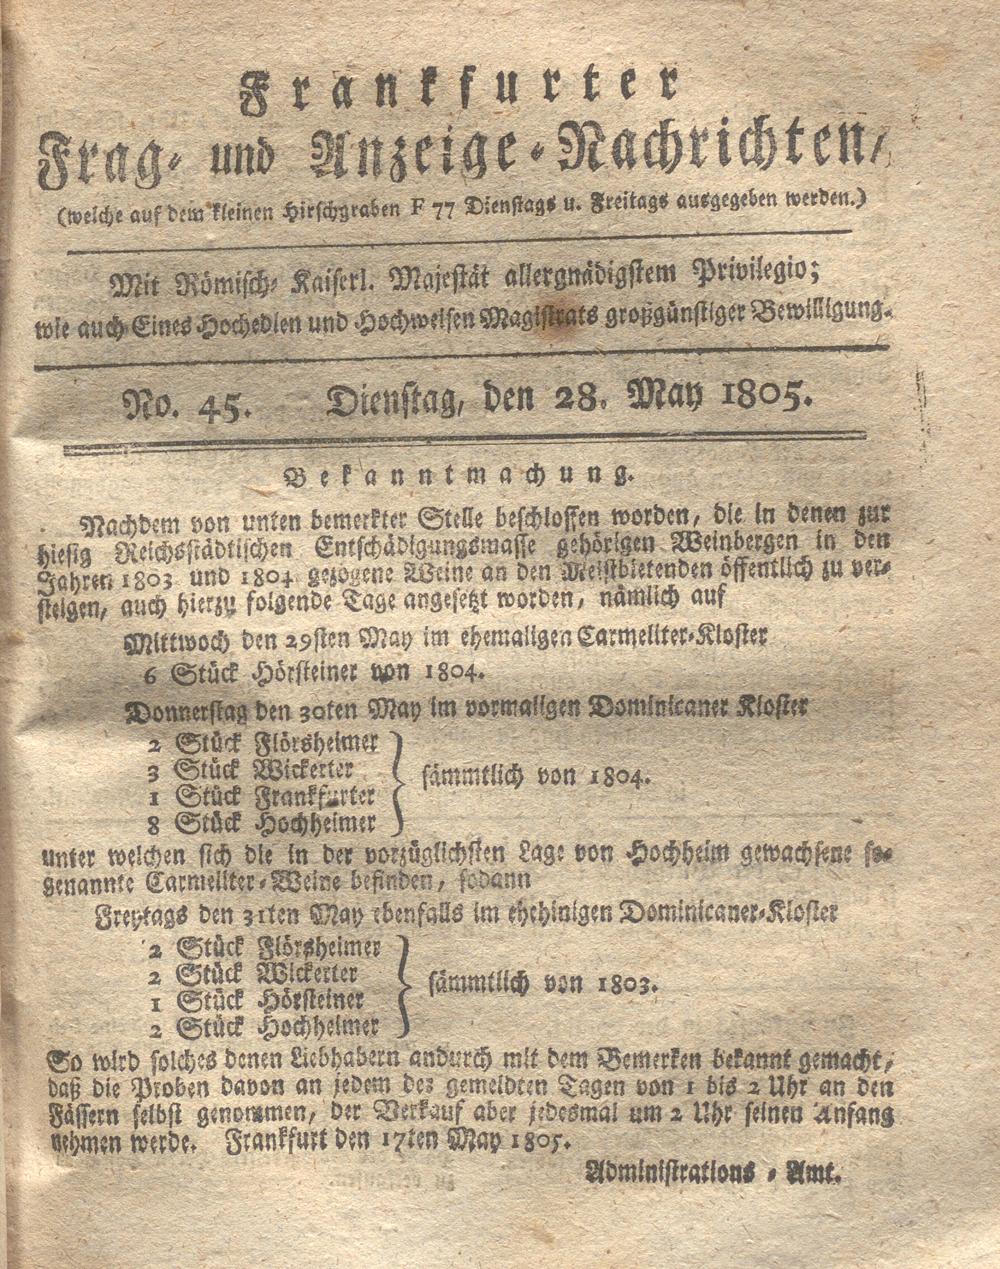 Frankfurter
Frag- und Anzeige-Nachrichten,
(welche auf dem kleinen Hirschgraben F 77 Dienstags u. Freitags ausgegeben werden.)
Mit Römisch- Kaiserl. Majestät allergnädigstem Privilegio;
wie auch Eines Hochedlen und Hochweisen Magistrats großgünstiger Bewilligung.
No. 45. Dienstag, den 28. May 1805.
Bekanntmachung.
Nachdem von unten bemerkter Stelle beschlossen worden, die in denen zur
hiesig Reichsstädtischen Entschädigungsmasse gehörigen Weinbergen in den
Jahren 1803 und 1804 gezogene Weine an den Meistbietenden öffentlich zu ver-
steigen, auch hierzu folgende Tage angesetzt worden, nämlich auf
Mittwoch den 29sten May im ehemaligen Carmeliter-Kloster
6 Stück Hörsteiner von 1804.
Donnerstag den 30ten May im vormaligen Dominicaner Kloster
2 Stück Flörsheimer
3 Stück Wickerter
1 Stück Frankfurter
8 Stück Hochheimer
sämmtlich von 1804.
unter welchen sich die in der vorzüglichsten Lage von Hochheim gewachsene so-
genannte Carmeliter-Weine befinden, sodann
Freytags den 31ten May ebenfalls im ehehinigen Dominicaner-Kloster
2 Stück Flörsheimer
2 Stück Wickerter
1 Stück Hörsteiner
2 Stück Hochheimer
sämmtlich von 1803.
So wird solches denen Liebhabern andurch mit dem Bemerken bekannt gemacht,
daß die Proben davon an jedem der gemeldten Tagen von 1 bis 2 Uhr an den
Fässern selbst genommen, der Verkauf aber jedesmal um 2 Uhr seinen Anfang
nehmen werde. Frankfurt den 17ten May 1805.
Administrations-Amt.